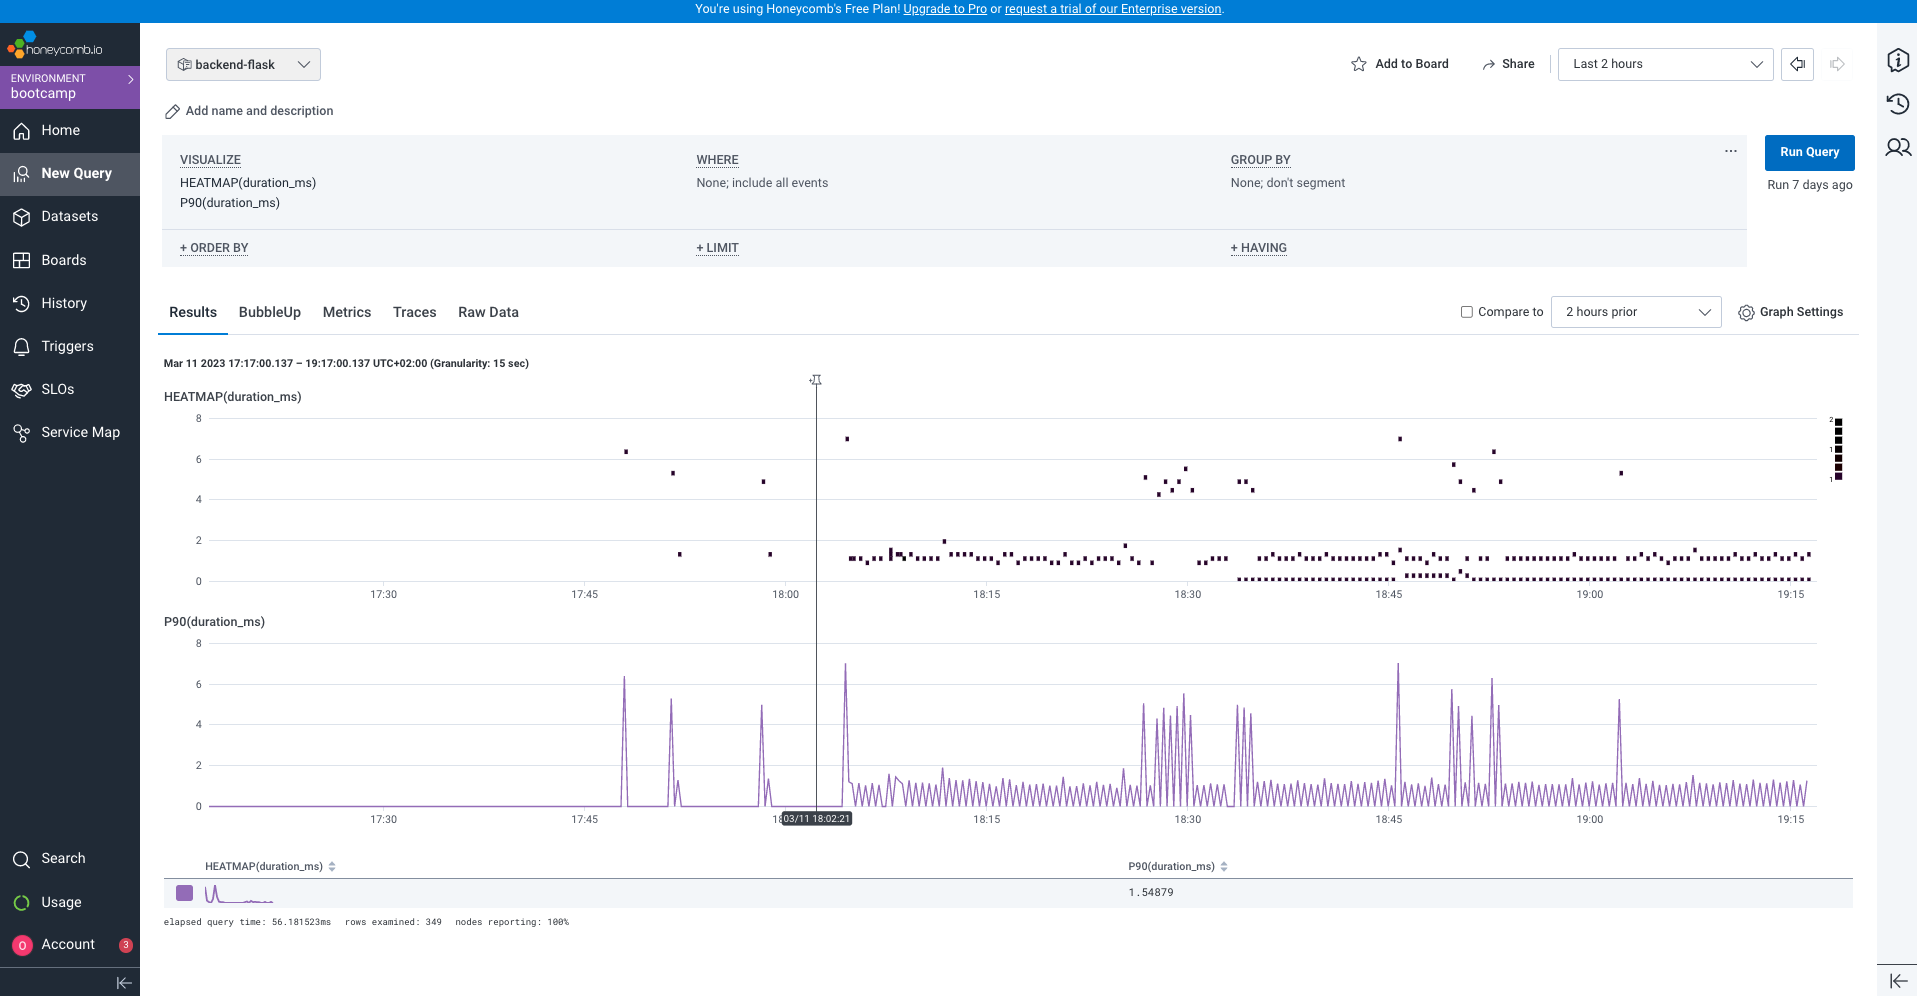 You're using Honeycomb's Free Plan! Upgrade to Pro or request a trial of our Enterprise version.
honeycomb.io
ENVIRONMENT
bootcamp
Home
New Query
Datasets
Boards
History
Triggers
SLOs
Service Map
Search
Usage
O Account 3
backend-flask
Add to Board
Share
Last 2 hours
Add name and description
VISUALIZE
HEATMAP(duration_ms)
P90(duration_ms)
WHERE
None; include all events
GROUP BY
None; don't segment
...
Run Query
Run 7 days ago
+ ORDER BY
+ LIMIT
+ HAVING
Results BubbleUp Metrics Traces Raw Data
Compare to 2 hours prior Graph Settings
Mar 11 2023 17:17:00.137 – 19:17:00.137 UTC+02:00 (Granularity: 15 sec)
HEATMAP(duration_ms)
8
6
4
2
0
17:30 17:45 18:00 18:15 18:30 18:45 19:00 19:15
2
1
1
P90(duration_ms)
8
6
4
2
0
17:30 17:45 18 03/11 18:02:21 18:15 18:30 18:45 19:00 19:15
HEATMAP(duration_ms) P90(duration_ms)
1.54879
elapsed query time: 56.181523ms rows examined: 349 nodes reporting: 100%